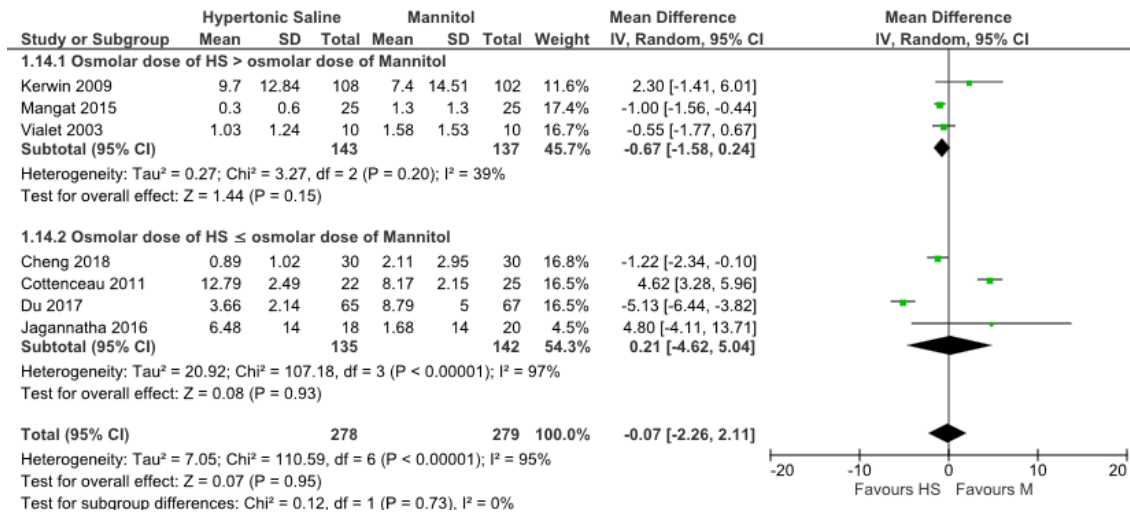 Hypertonic Saline Mannitol Mean Difference Mean Difference
Study or Subgroup Mean SD Total Mean SD Total Weight IV, Random, 95% CI IV, Random, 95% CI
1.14.1 Osmolar dose of HS > osmolar dose of Mannitol
Kerwin 2009 9.7 12.84 108 7.4 14.51 102 11.6% 2.30 [-1.41, 6.01]
Mangat 2015 0.3 0.6 25 1.3 1.3 25 17.4% -1.00 [-1.56, -0.44]
Vialet 2003 1.03 1.24 10 1.58 1.53 10 16.7% -0.55 [-1.77, 0.67]
Subtotal (95% CI) 143 137 45.7% -0.67 [-1.58, 0.24]
Heterogeneity: Tau² = 0.27; Chi² = 3.27, df = 2 (P = 0.20); I² = 39%
Test for overall effect: Z = 1.44 (P = 0.15)
1.14.2 Osmolar dose of HS ≤ osmolar dose of Mannitol
Cheng 2018 0.89 1.02 30 2.11 2.95 30 16.8% -1.22 [-2.34, -0.10]
Cottenceau 2011 12.79 2.49 22 8.17 2.15 25 16.5% 4.62 [3.28, 5.96]
Du 2017 3.66 2.14 65 8.79 5 67 16.5% -5.13 [-6.44, -3.82]
Jagannatha 2016 6.48 14 18 1.68 14 20 4.5% 4.80 [-4.11, 13.71]
Subtotal (95% CI) 135 142 54.3% 0.21 [-4.62, 5.04]
Heterogeneity: Tau² = 20.92; Chi² = 107.18, df = 3 (P < 0.00001); I² = 97%
Test for overall effect: Z = 0.08 (P = 0.93)
Total (95% CI) 278 279 100.0% -0.07 [-2.26, 2.11]
Heterogeneity: Tau² = 7.05; Chi² = 110.59, df = 6 (P < 0.00001); I² = 95%
Test for overall effect: Z = 0.07 (P = 0.95)
Test for subgroup differences: Chi² = 0.12, df = 1 (P = 0.73), I² = 0%
-20 -10 0 10 20
Favours HS Favours M